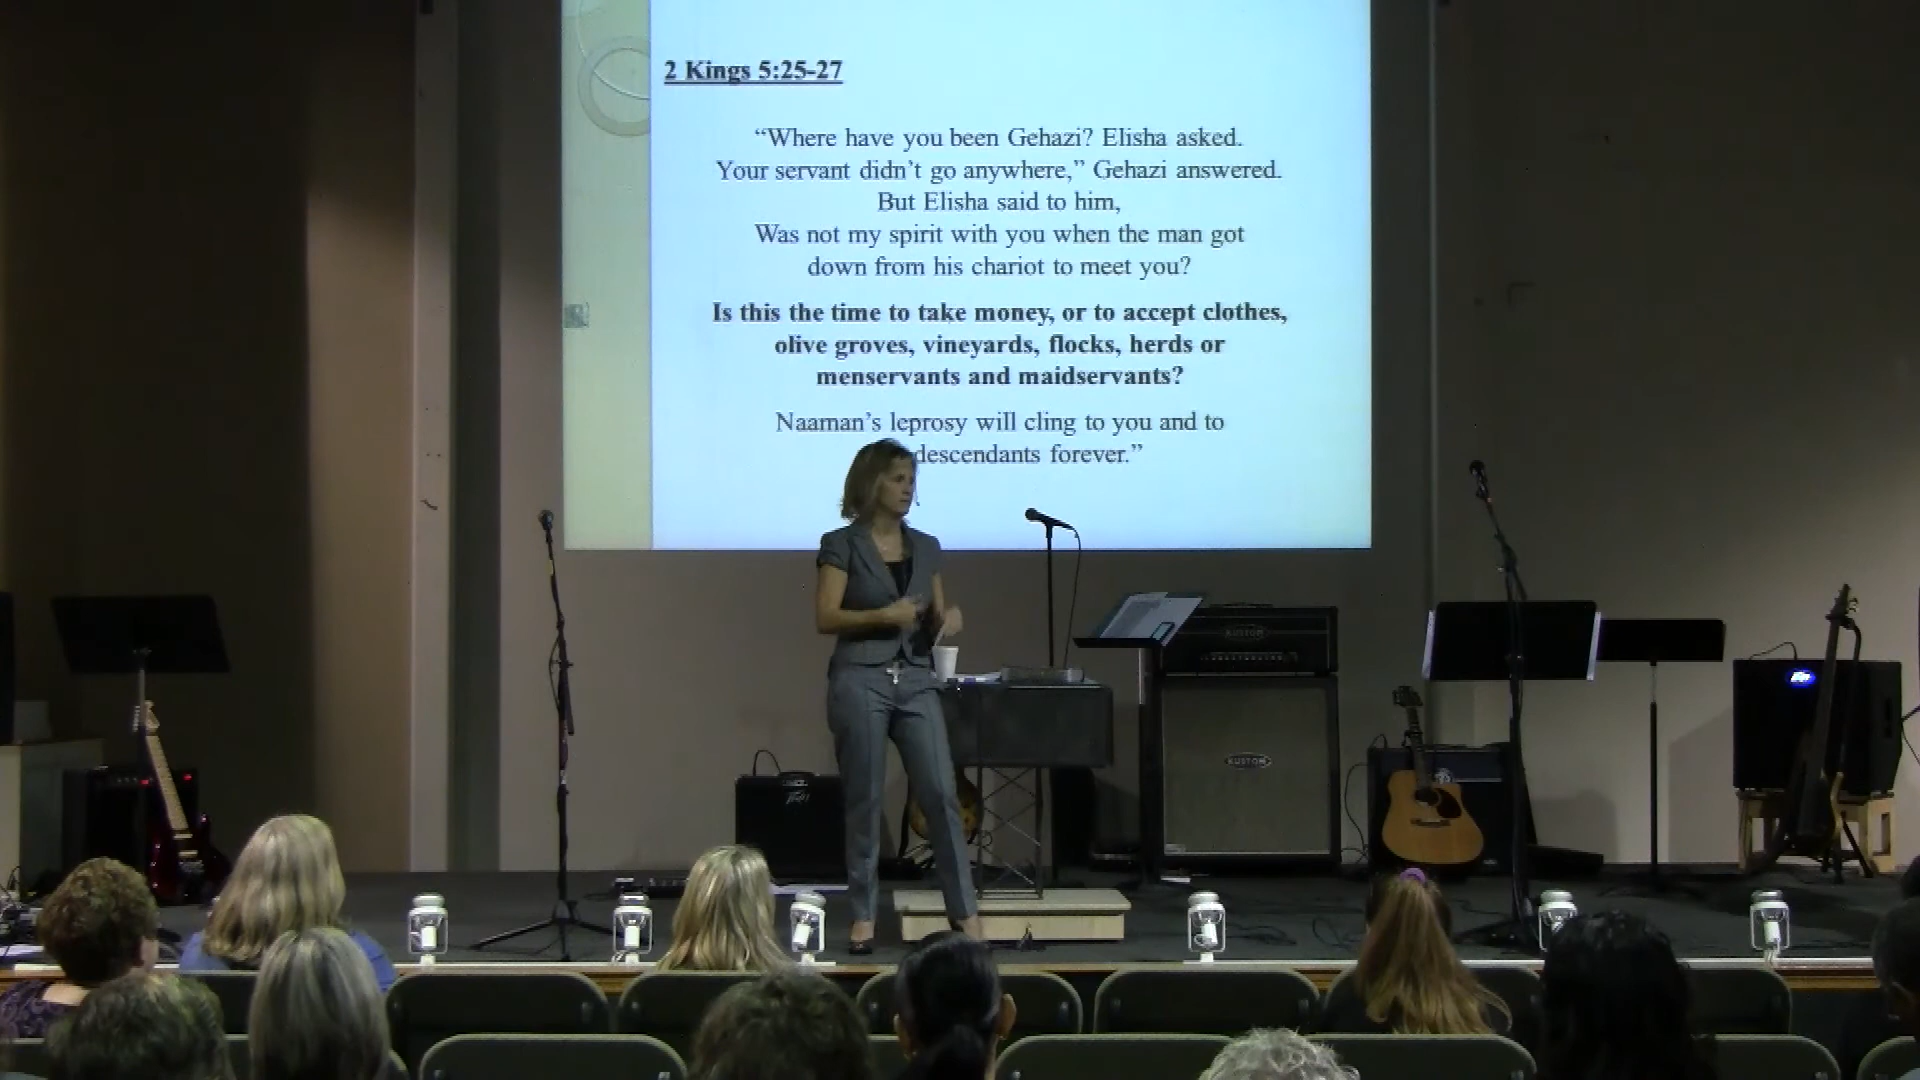 2 Kings 5:25-27
“Where have you been Gehazi? Elisha asked.
Your servant didn’t go anywhere,” Gehazi answered.
But Elisha said to him,
Was not my spirit with you when the man got
down from his chariot to meet you?
Is this the time to take money, or to accept clothes,
olive groves, vineyards, flocks, herds or
menservants and maidservants?
Naaman’s leprosy will cling to you and to
descendants forever.”
KUSTOM
KUSTOM
Peavey